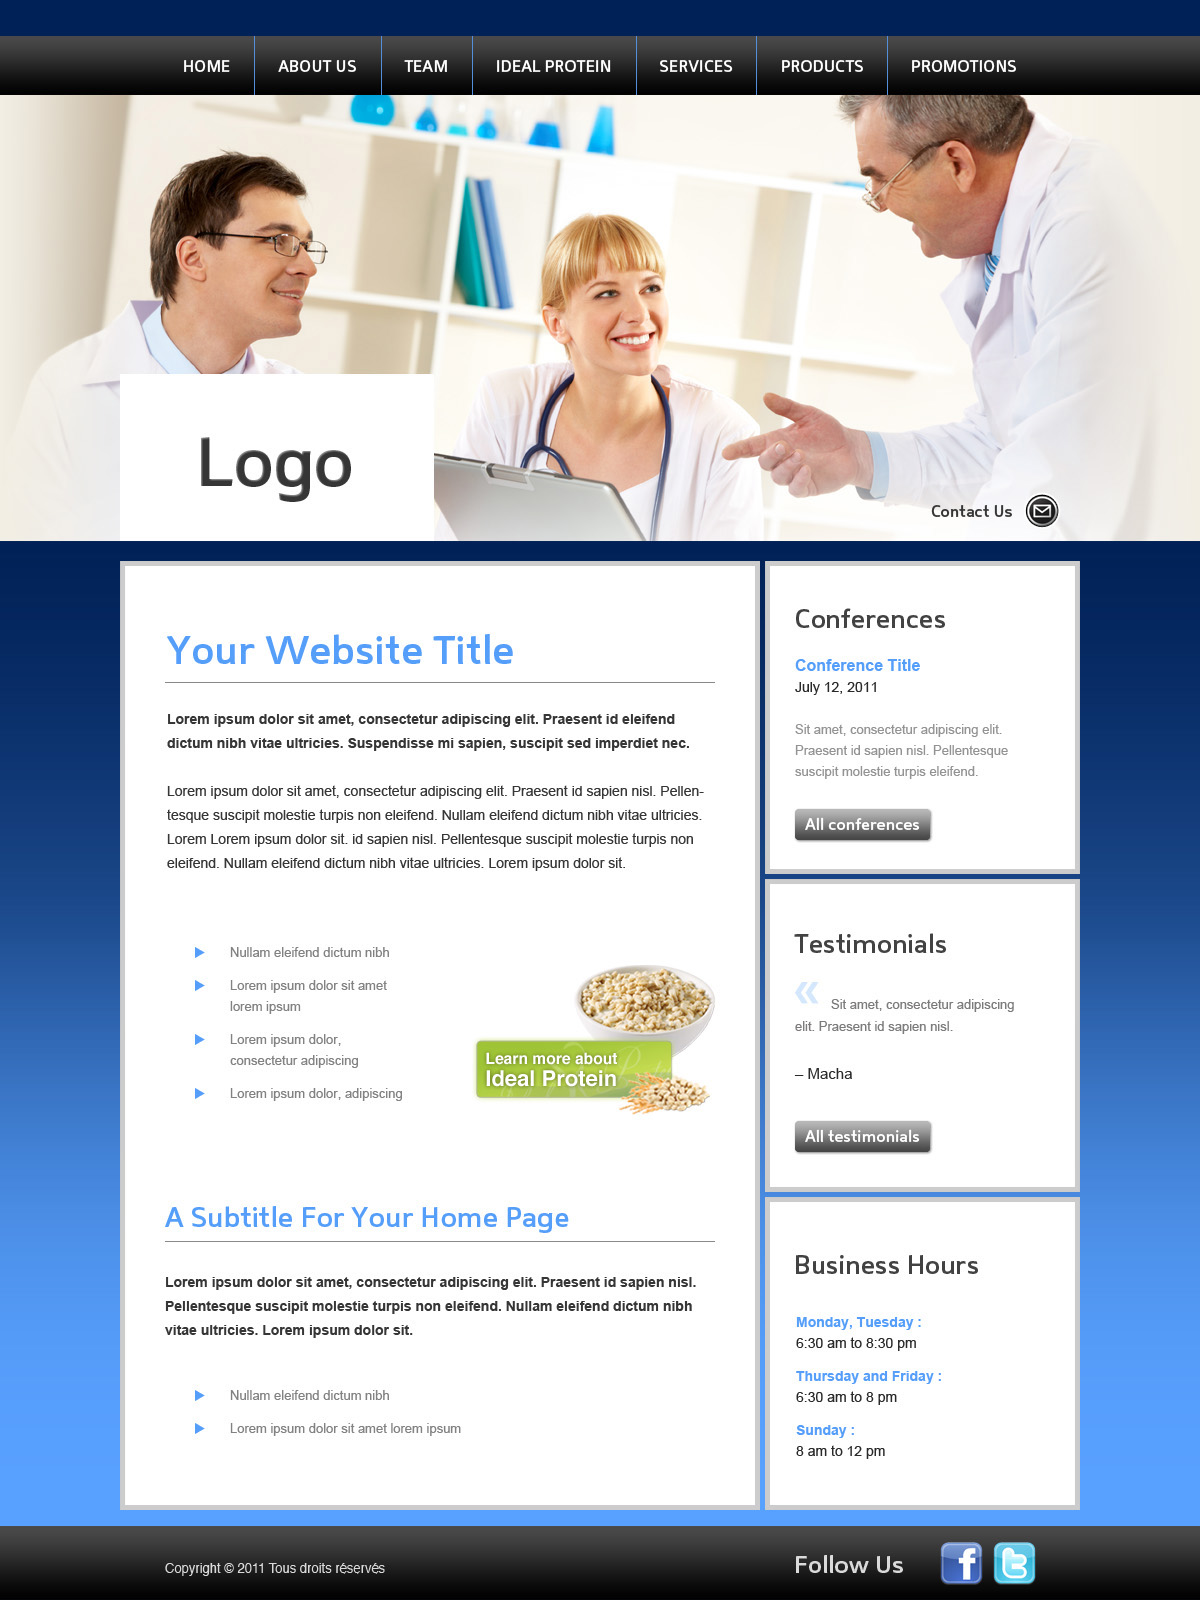 HOME ABOUT US TEAM IDEAL PROTEIN SERVICES PRODUCTS PROMOTIONS
Logo
Contact Us
Your Website Title
Lorem ipsum dolor sit amet, consectetur adipiscing elit. Praesent id eleifend
dictum nibh vitae ultricies. Suspendisse mi sapien, suscipit sed imperdiet nec.
Lorem ipsum dolor sit amet, consectetur adipiscing elit. Praesent id sapien nisl. Pellen-
tesque suscipit molestie turpis non eleifend. Nullam eleifend dictum nibh vitae ultricies.
Lorem Lorem ipsum dolor sit. id sapien nisl. Pellentesque suscipit molestie turpis non
eleifend. Nullam eleifend dictum nibh vitae ultricies. Lorem ipsum dolor sit.
Nullam eleifend dictum nibh
Lorem ipsum dolor sit amet
lorem ipsum
Lorem ipsum dolor,
consectetur adipiscing
Lorem ipsum dolor, adipiscing
Learn more about
Ideal Protein
A Subtitle For Your Home Page
Lorem ipsum dolor sit amet, consectetur adipiscing elit. Praesent id sapien nisl.
Pellentesque suscipit molestie turpis non eleifend. Nullam eleifend dictum nibh
vitae ultricies. Lorem ipsum dolor sit.
Nullam eleifend dictum nibh
Lorem ipsum dolor sit amet lorem ipsum
Conferences
Conference Title
July 12, 2011
Sit amet, consectetur adipiscing elit.
Praesent id sapien nisl. Pellentesque
suscipit molestie turpis eleifend.
All conferences
Testimonials
« Sit amet, consectetur adipiscing
elit. Praesent id sapien nisl.
– Macha
All testimonials
Business Hours
Monday, Tuesday :
6:30 am to 8:30 pm
Thursday and Friday :
6:30 am to 8 pm
Sunday :
8 am to 12 pm
Copyright © 2011 Tous droits réservés
Follow Us f t